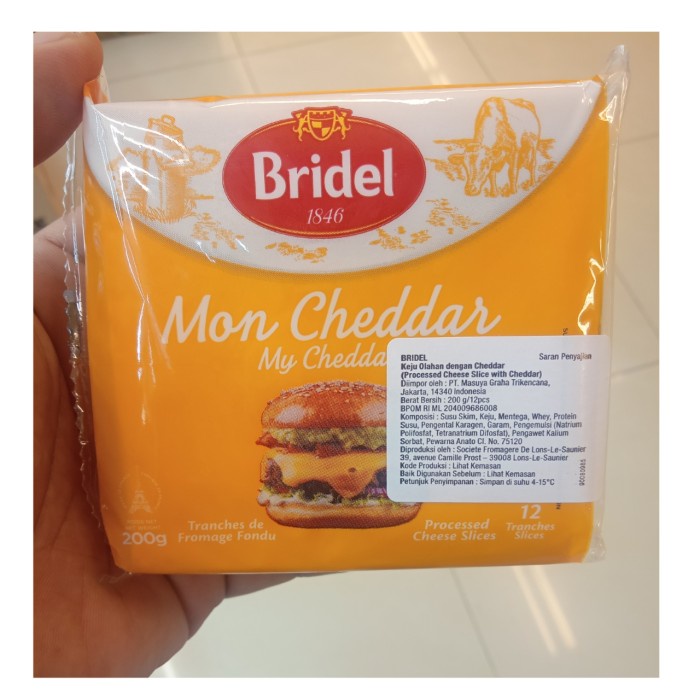 Bridel
1846
Mon Cheddar
My Chedda
BRIDEL Saran Penyajian
Keju Olahan dengan Cheddar
(Processed Cheese Slice with Cheddar)
Diimpor oleh : PT. Masuya Graha Trikencana,
Jakarta, 14340 Indonesia
Berat Bersih : 200 g/12pcs
BPOM RI ML 204009686008
Komposisi : Susu Skim, Keju, Mentega, Whey, Protein
Susu, Pengental Karagen, Garam, Pengemulsi (Natrium
Polifosfat, Tetranatrium Difosfat), Pengawet Kalium
Sorbat, Pewarna Anato CI. No. 75120
Diproduksi oleh : Societe Fromagere De Lons-Le-Saunier
39, avenue Camille Prost – 39008 Lons-Le-Saunier
Kode Produksi : Lihat Kemasan
Baik Digunakan Sebelum : Lihat Kemasan
Petunjuk Penyimpanan : Simpan di suhu 4-15°C
200g
Tranches de
Fromage Fondu
Processed
Cheese Slices
12
Tranches
Slices